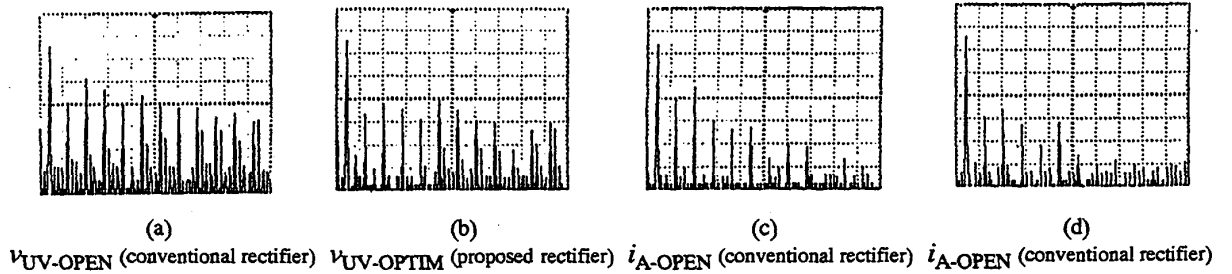 (a) (b) (c) (d)
vUV-OPEN (conventional rectifier) vUV-OPTIM (proposed rectifier) iA-OPEN (conventional rectifier) iA-OPEN (conventional rectifier)